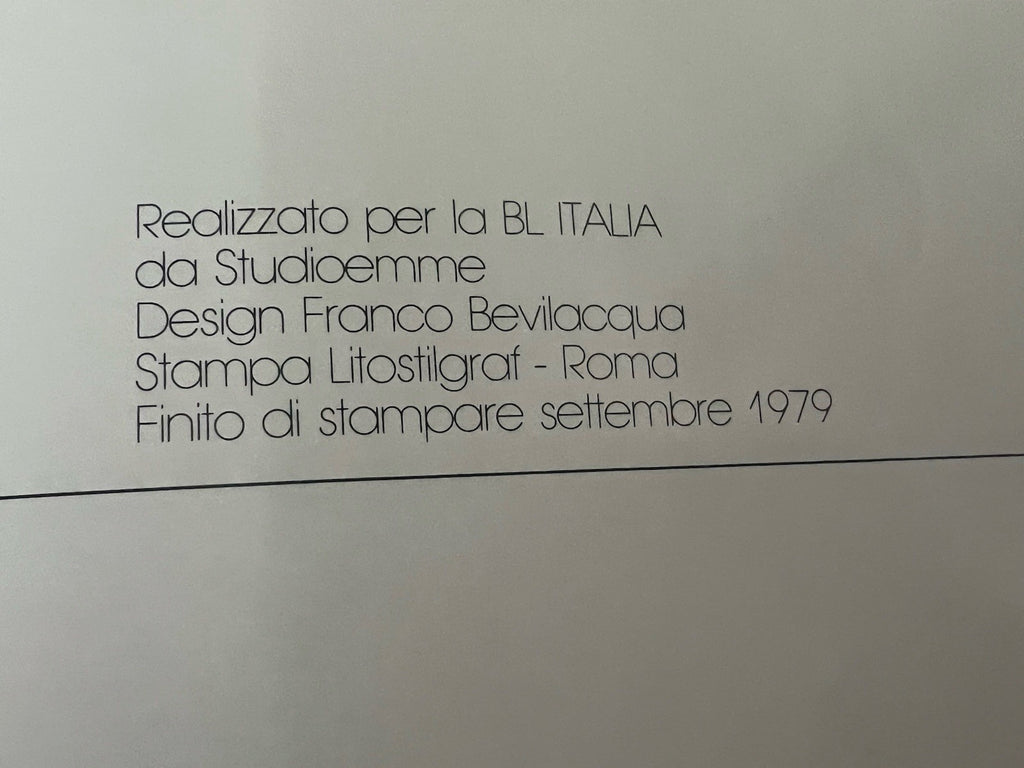 Realizzato per la BL ITALIA
da Studioemme
Design Franco Bevilacqua
Stampa Litostilgraf - Roma
Finito di stampare settembre 1979